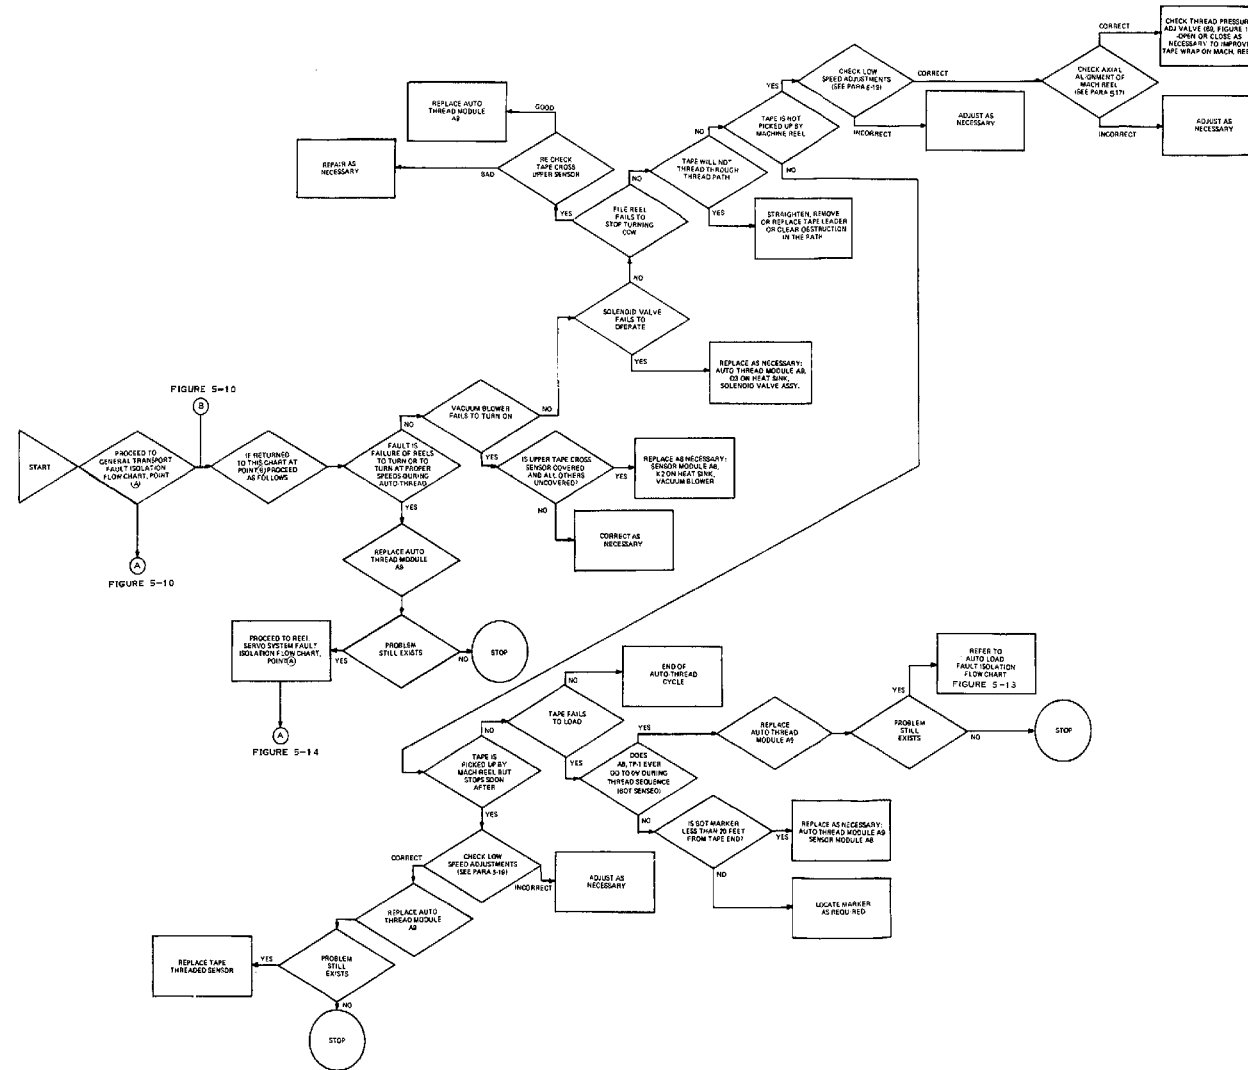 CORRECT
CHECK THREAD PRESSURE
ADJ VALVE (69, FIGURE 1
OPEN OR CLOSE AS
NECESSARY TO IMPROVE
TAPE WRAP ON MACH. REEL
CHECK AXIAL
ALIGNMENT OF
MACH REEL
(SEE PARA 5-17)
INCORRECT
ADJUST AS
NECESSARY
CHECK LOW
SPEED ADJUSTMENTS
CORRECT
INCORRECT
ADJUST AS
NECESSARY
YES
TAPE IS NOT
PICKED UP BY
MACHINE REEL
NO
NO
TAPE WILL NOT
THREAD THROUGH
THREAD PATH
YES
STRAIGHTEN, REMOVE
OR REPLACE TAPE LEADER
OR CLEAR OBSTRUCTION
IN THE PATH
REPLACE AUTO
THREAD MODULE
A9
GOOD
RE CHECK
TAPE CROSS
UPPER SENSOR
BAD
REPAIR AS
NECESSARY
NO
YES
FILE REEL
FAILS TO
STOP TURNING
CCW
NO
SOLENOID VALVE
FAILS TO
OPERATE
YES
REPLACE AS NECESSARY:
AUTO THREAD MODULE A9,
Q3 ON HEAT SINK,
SOLENOID VALVE ASSY.
FIGURE 5-10
B
START
PROCEED TO
GENERAL TRANSPORT
FAULT ISOLATION
FLOW CHART, POINT
A
A
FIGURE 5-10
IF RETURNED
TO THIS CHART AT
POINT B PROCEED
AS FOLLOWS
FAULT IS
FAILURE OF REELS
TO TURN OR TO
TURN AT PROPER
SPEEDS DURING
AUTO-THREAD
NO
YES
VACUUM BLOWER
FAILS TO TURN ON
NO
YES
IS UPPER TAPE CROSS
SENSOR COVERED
AND ALL OTHERS
UNCOVERED?
YES
REPLACE AS NECESSARY:
SENSOR MODULE A8,
K2 ON HEAT SINK,
VACUUM BLOWER
NO
CORRECT AS
NECESSARY
REPLACE AUTO
THREAD MODULE
A9
PROBLEM
STILL EXISTS
NO
STOP
YES
PROCEED TO REEL
SERVO SYSTEM FAULT
ISOLATION FLOW CHART,
POINT A
A
FIGURE 5-14
TAPE IS
PICKED UP BY
MACH REEL BUT
STOPS SOON
AFTER
NO
TAPE FAILS
TO LOAD
NO
END OF
AUTO-THREAD
CYCLE
YES
DOES
A8, TP-1 EVER
GO TO 0V DURING
THREAD SEQUENCE
(BOT SENSED)
YES
REPLACE
AUTO THREAD
MODULE A9
PROBLEM
STILL
EXISTS
YES
REFER TO
AUTO LOAD
FAULT ISOLATION
FLOW CHART
FIGURE 5-13
NO
STOP
NO
IS BOT MARKER
LESS THAN 20 FEET
FROM TAPE END?
YES
REPLACE AS NECESSARY:
AUTO THREAD MODULE A9
SENSOR MODULE A8
NO
LOCATE MARKER
AS REQUIRED
YES
CHECK LOW
SPEED ADJUSTMENTS
(SEE PARA 5-19)
INCORRECT
ADJUST AS
NECESSARY
CORRECT
REPLACE AUTO
THREAD MODULE
A9
PROBLEM
STILL
EXISTS
YES
REPLACE TAPE
THREADED SENSOR
NO
STOP